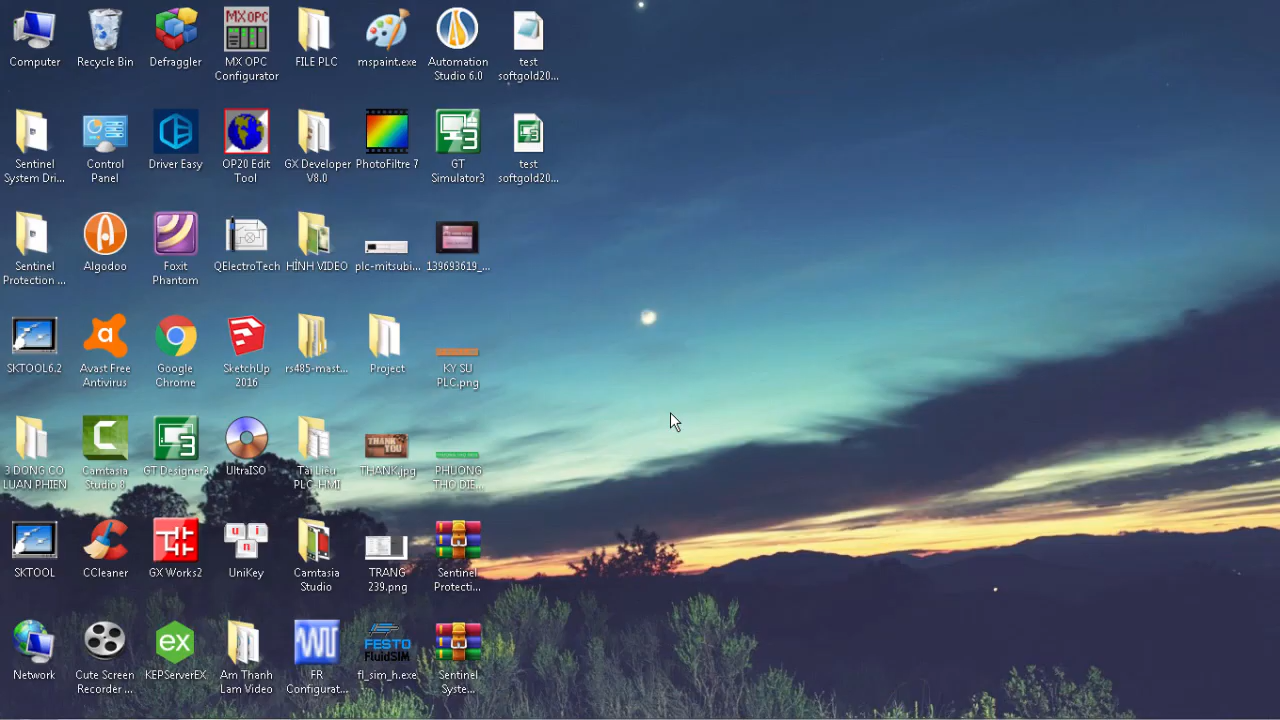 Computer
Recycle Bin
Defraggler
MX OPC
MX OPC
Configurator
FILE PLC
mspaint.exe
Automation
Studio 6.0
test
softgold20...
Sentinel
System Dri...
Control
Panel
Driver Easy
OP20 Edit
Tool
GX Developer
V8.0
PhotoFiltre 7
3
GT
Simulator3
3
test
softgold20...
Sentinel
Protection ...
Algodoo
Foxit
Phantom
QElectroTech
HÌNH VIDEO
plc-mitsubi...
139693619_...
SKTOOL6.2
a
Avast Free
Antivirus
Google
Chrome
SketchUp
2016
rs485-mast...
Project
KY SU
PLC.png
3 DONG CO
LUAN PHIEN
C
Camtasia
Studio 8
3
GT Designer3
UltraISO
Tài Liệu
PLC-HMI
THANK
YOU
THANK.jpg
PHUONG
THO DIE...
SKTOOL
CCleaner
GX Works2
u i
n
UniKey
Camtasia
Studio
TRANG
239.png
Sentinel
Protecti...
Network
Cute Screen
Recorder ...
ex
KEPServerEX
Am Thanh
Lam Video
FR
Configurat...
FESTO
FluidSIM
fl_sim_h.exe
Sentinel
Syste...